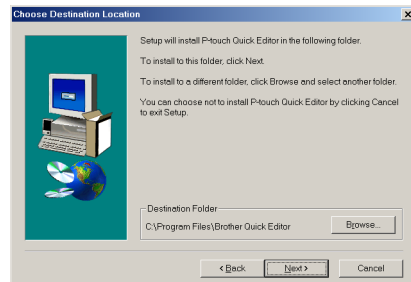 Choose Destination Location
Setup will install P-touch Quick Editor in the following folder.
To install to this folder, click Next.
To install to a different folder, click Browse and select another folder.
You can choose not to install P-touch Quick Editor by clicking Cancel
to exit Setup.
Destination Folder
C:\Program Files\Brother Quick Editor
Browse...
< Back
Next >
Cancel